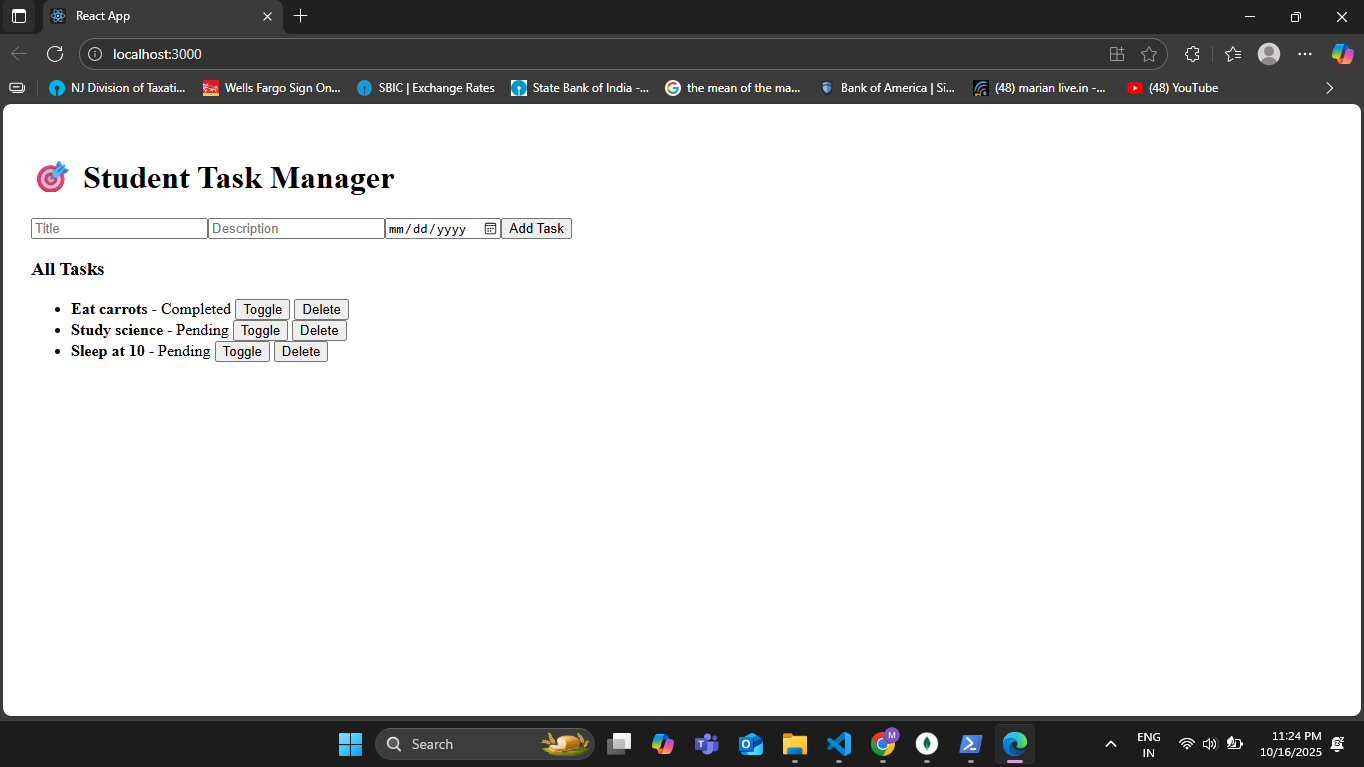 React App
localhost:3000
NJ Division of Taxati... Wells Fargo Sign On... SBIC | Exchange Rates State Bank of India -... the mean of the ma... Bank of America | Si... (48) marian live.in -... (48) YouTube
🎯 Student Task Manager
Title Description mm/dd/yyyy Add Task
All Tasks
• Eat carrots - Completed Toggle Delete
• Study science - Pending Toggle Delete
• Sleep at 10 - Pending Toggle Delete
Search M ENG 11:24 PM
IN 10/16/2025